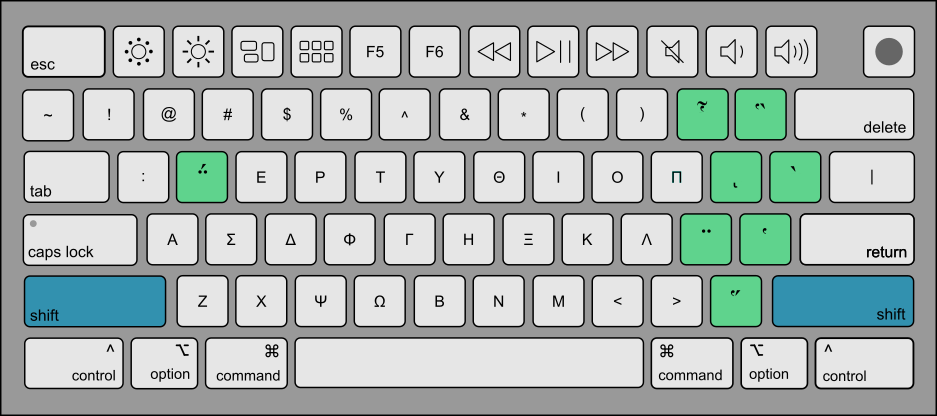 esc F5 F6
~ ! @ # $ % ^ & * ( ) delete
tab : ΅ Ε Ρ Τ Υ Θ Ι Ο Π ͺ ` |
caps lock Α Σ Δ Φ Γ Η Ξ Κ Λ ¨ return
shift Ζ Χ Ψ Ω Β Ν Μ < > shift
^ ⌥ ⌘ ⌘ ⌥ ^
control option command command option control